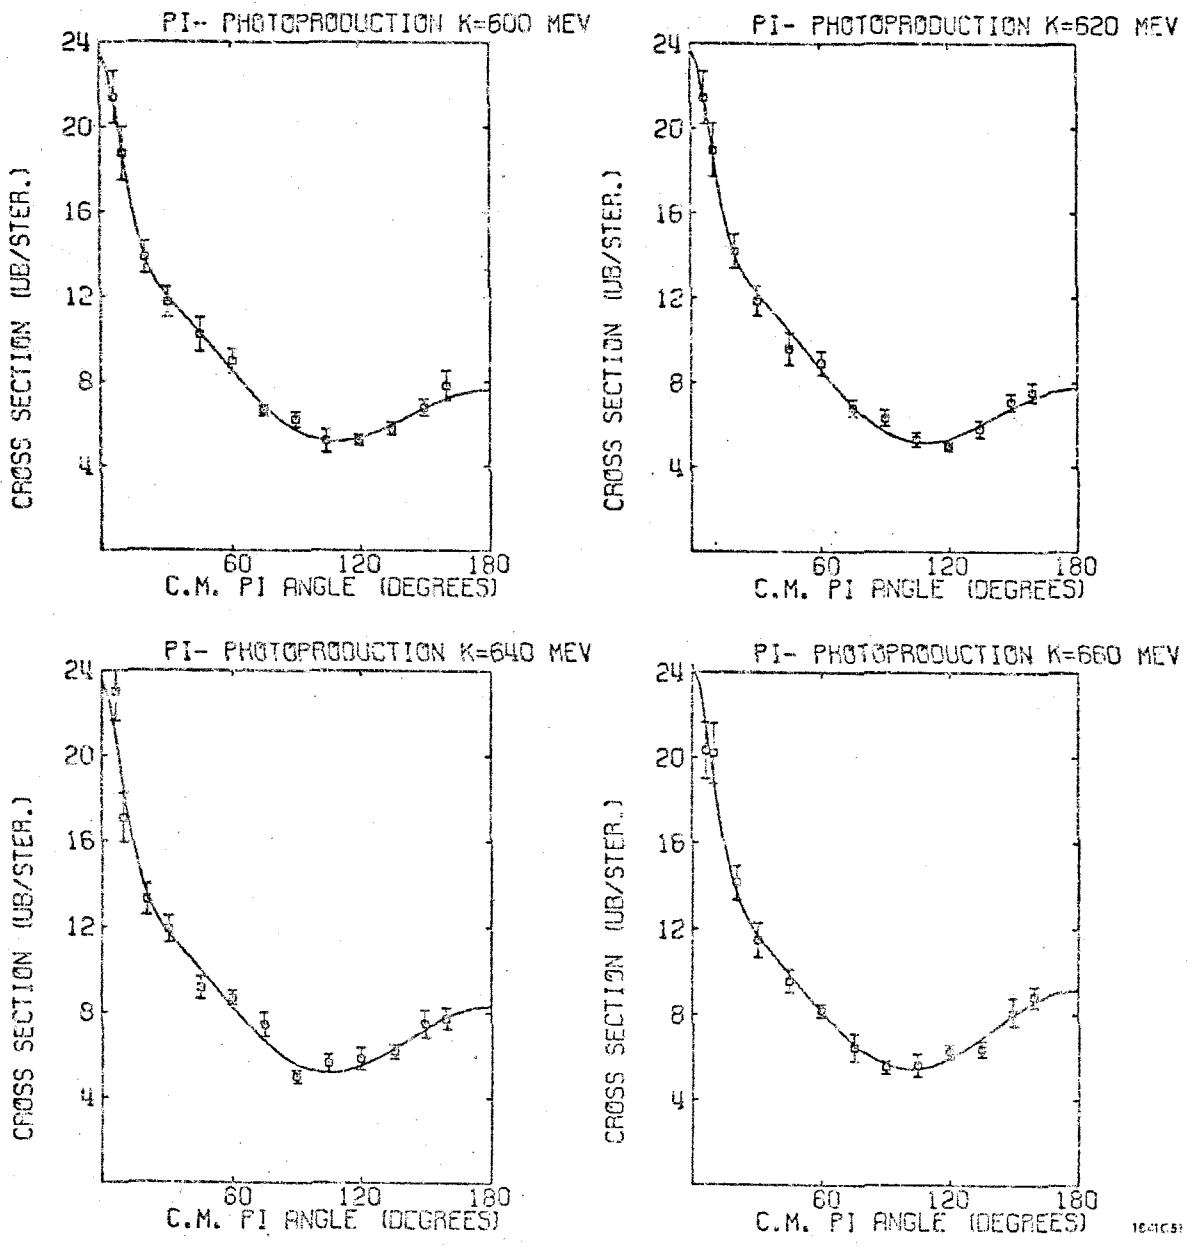 PI- PHOTOPRODUCTION K=600 MEV
24
20
16
12
8
4
CROSS SECTION (UB/STER.)
60 120 180
C.M. PI ANGLE (DEGREES)
PI- PHOTOPRODUCTION K=620 MEV
24
20
16
12
8
4
CROSS SECTION (UB/STER.)
60 120 180
C.M. PI ANGLE (DEGREES)
PI- PHOTOPRODUCTION K=640 MEV
24
20
16
12
8
4
CROSS SECTION (UB/STER.)
60 120 180
C.M. PI ANGLE (DEGREES)
PI- PHOTOPRODUCTION K=660 MEV
24
20
16
12
8
4
CROSS SECTION (UB/STER.)
60 120 180
C.M. PI ANGLE (DEGREES)